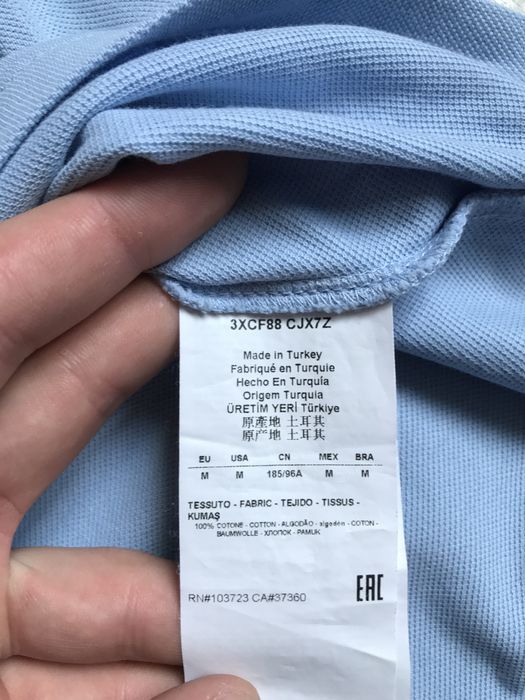 3XCF88 CJX7Z
Made in Turkey
Fabriqué en Turquie
Hecho En Turquía
Origem Turquia
ÜRETİM YERİ Türkiye
原產地 土耳其
原产地 土耳其
EU USA CN MEX BRA
M M 185/96A M M
TESSUTO - FABRIC - TEJIDO - TISSUS -
KUMAŞ
100% COTONE - COTTON - ALGODÃO - algodón - COTON -
BAUMWOLLE - ХЛОПОК - PAMUK
RN#103723 CA#37360
EAC